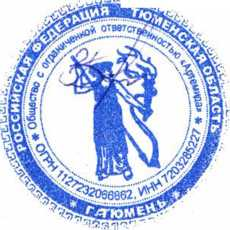 РОССИЙСКАЯ ФЕДЕРАЦИЯ ТЮМЕНСКАЯ ОБЛАСТЬ
* Г.ТЮМЕНЬ *
Общество с ограниченной ответственностью «Артемида»
* ОГРН 1127232066862, ИНН 7203285227 *